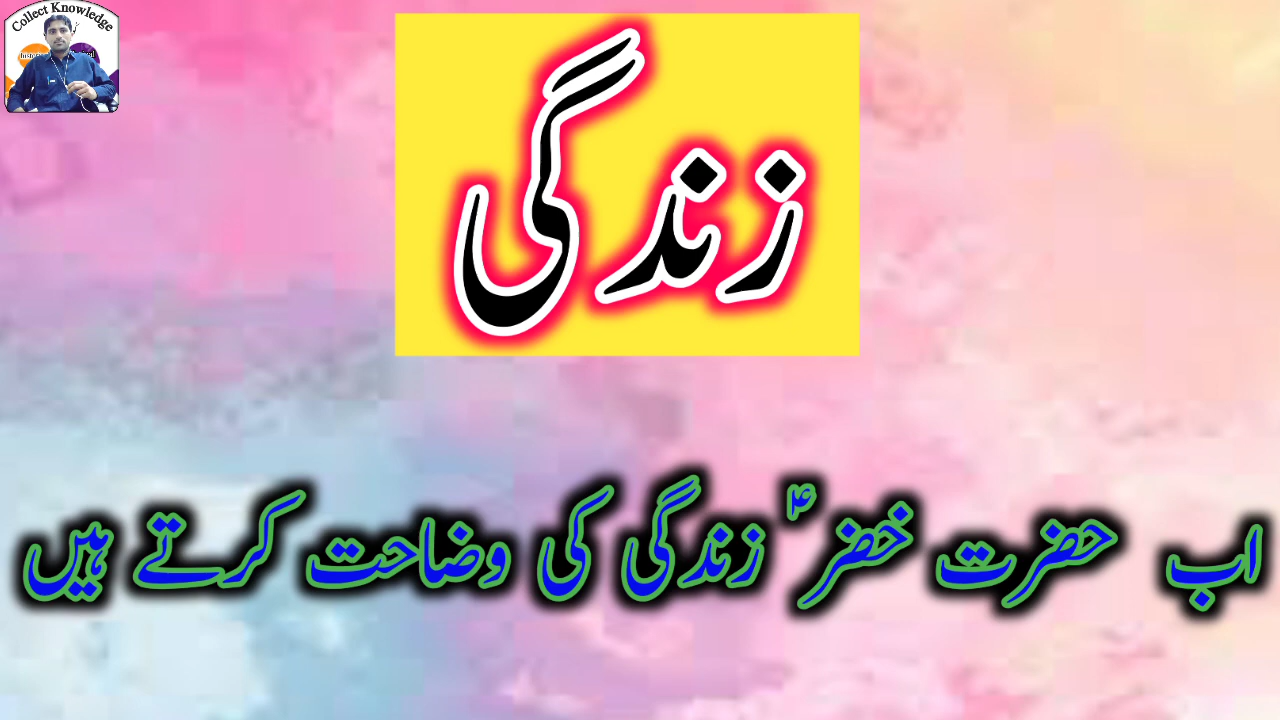 Collect Knowledge
زندگی
اب حضرت خضرؑ زندگی کی وضاحت کرتے ہیں